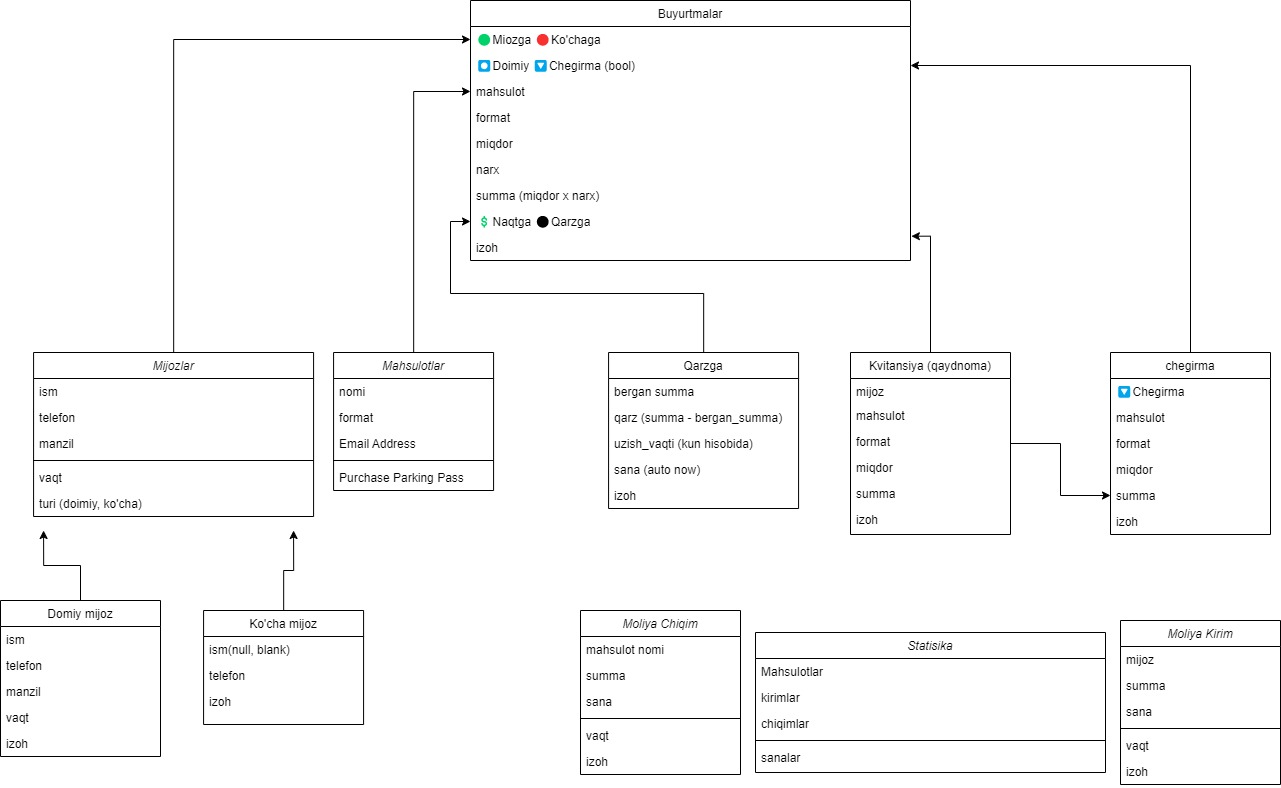 Buyurtmalar
Miozga Ko'chaga
Doimiy Chegirma (bool)
mahsulot
format
miqdor
narx
summa (miqdor x narx)
$ Naqtga Qarzga
izoh
Mijozlar
ism
telefon
manzil
vaqt
turi (doimiy, ko'cha)
Mahsulotlar
nomi
format
Email Address
Purchase Parking Pass
Qarzga
bergan summa
qarz (summa - bergan_summa)
uzish_vaqti (kun hisobida)
sana (auto now)
izoh
Kvitansiya (qaydnoma)
mijoz
mahsulot
format
miqdor
summa
izoh
chegirma
Chegirma
mahsulot
format
miqdor
summa
izoh
Domiy mijoz
ism
telefon
manzil
vaqt
izoh
Ko'cha mijoz
ism(null, blank)
telefon
izoh
Moliya Chiqim
mahsulot nomi
summa
sana
vaqt
izoh
Statisika
Mahsulotlar
kirimlar
chiqimlar
sanalar
Moliya Kirim
mijoz
summa
sana
vaqt
izoh